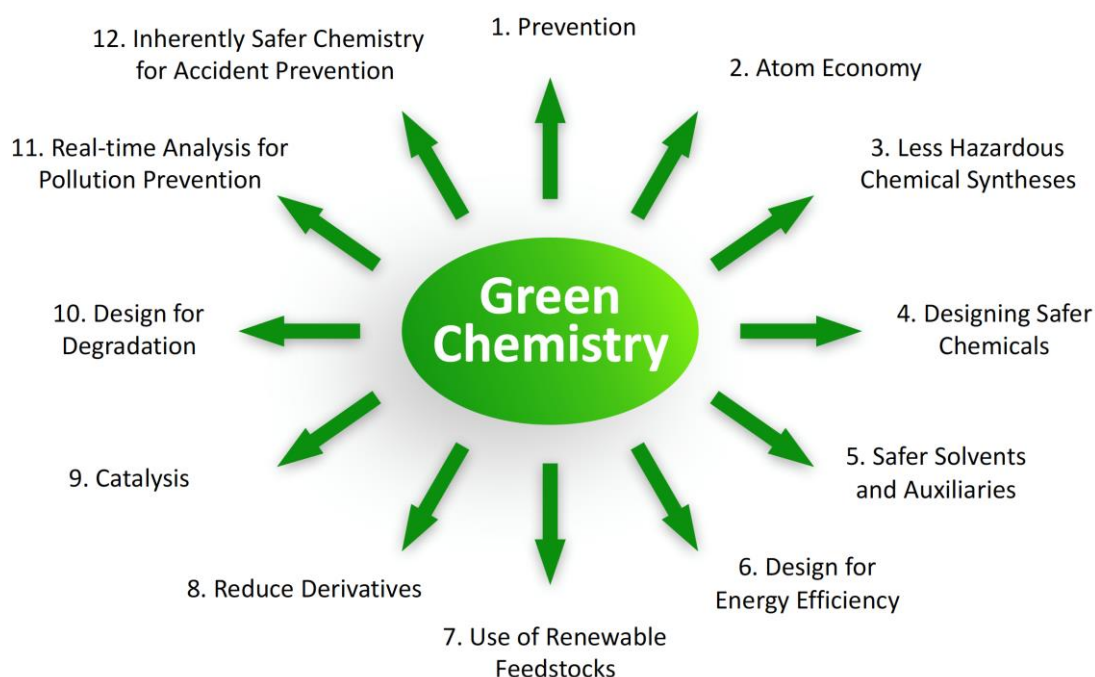 1. Prevention
2. Atom Economy
3. Less Hazardous
Chemical Syntheses
4. Designing Safer
Chemicals
5. Safer Solvents
and Auxiliaries
6. Design for
Energy Efficiency
7. Use of Renewable
Feedstocks
8. Reduce Derivatives
9. Catalysis
10. Design for
Degradation
11. Real-time Analysis for
Pollution Prevention
12. Inherently Safer Chemistry
for Accident Prevention
Green
Chemistry